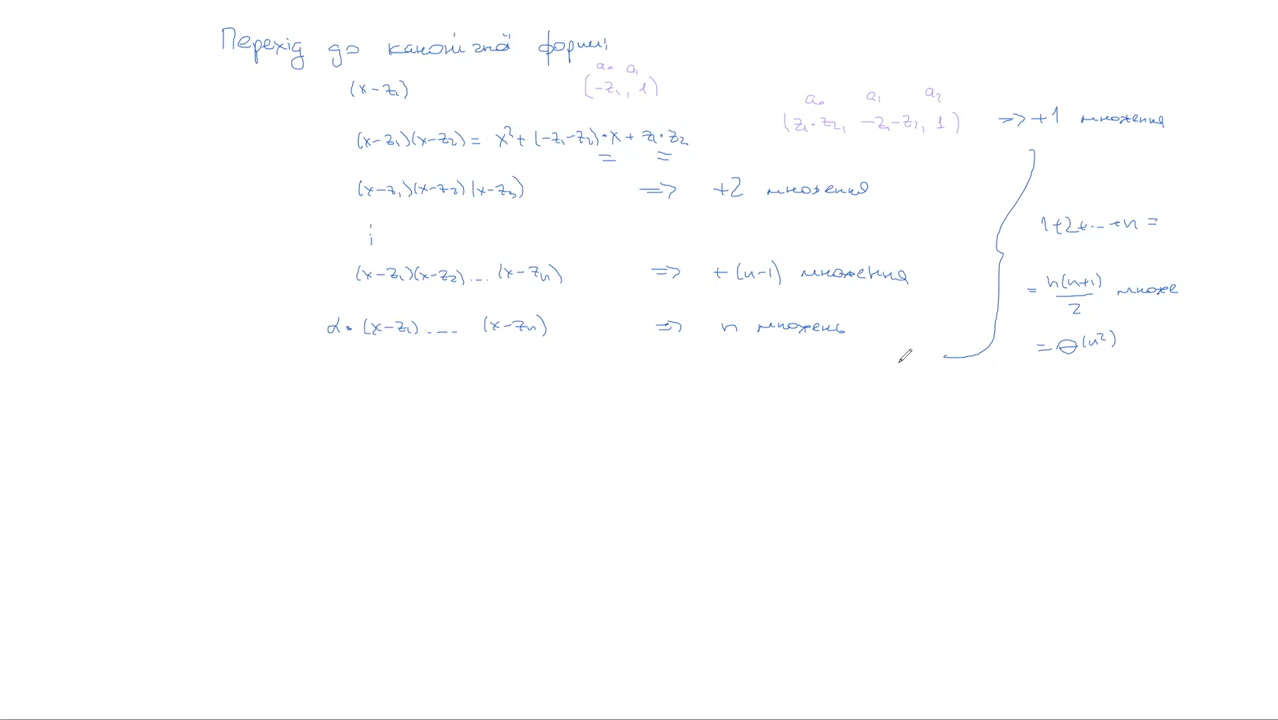 Перехід до канонічної форми
(x-z₁)
a₀ a₁
(-z₁, 1)
(x-z₁)(x-z₂) = x² + (-z₁-z₂)·x + z₁·z₂
a₀ a₁ a₂
(z₁·z₂, -z₁-z₂, 1) => +1 множення
(x-z₁)(x-z₂)(x-z₃) => +2 множення
⋮
(x-z₁)(x-z₂)...(x-zₙ) => +(n-1) множення
α·(x-z₁)....(x-zₙ) => n множень
1+2+...+n =
= n(n+1)/2 множе
= Θ(n²)